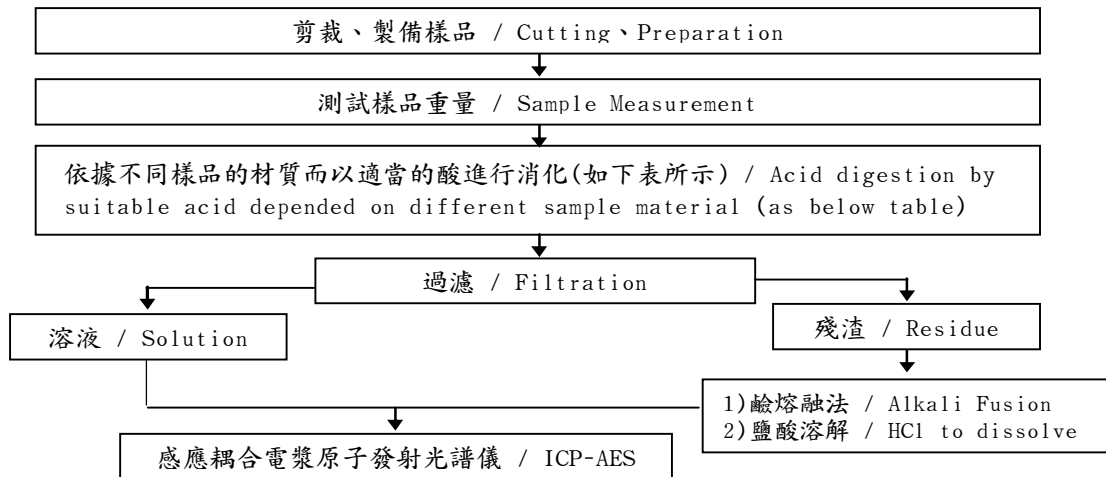 剪裁、製備樣品 / Cutting、Preparation
測試樣品重量 / Sample Measurement
依據不同樣品的材質而以適當的酸進行消化(如下表所示) / Acid digestion by
suitable acid depended on different sample material (as below table)
過濾 / Filtration
溶液 / Solution
殘渣 / Residue
1)鹼熔融法 / Alkali Fusion
2)鹽酸溶解 / HCl to dissolve
感應耦合電漿原子發射光譜儀 / ICP-AES